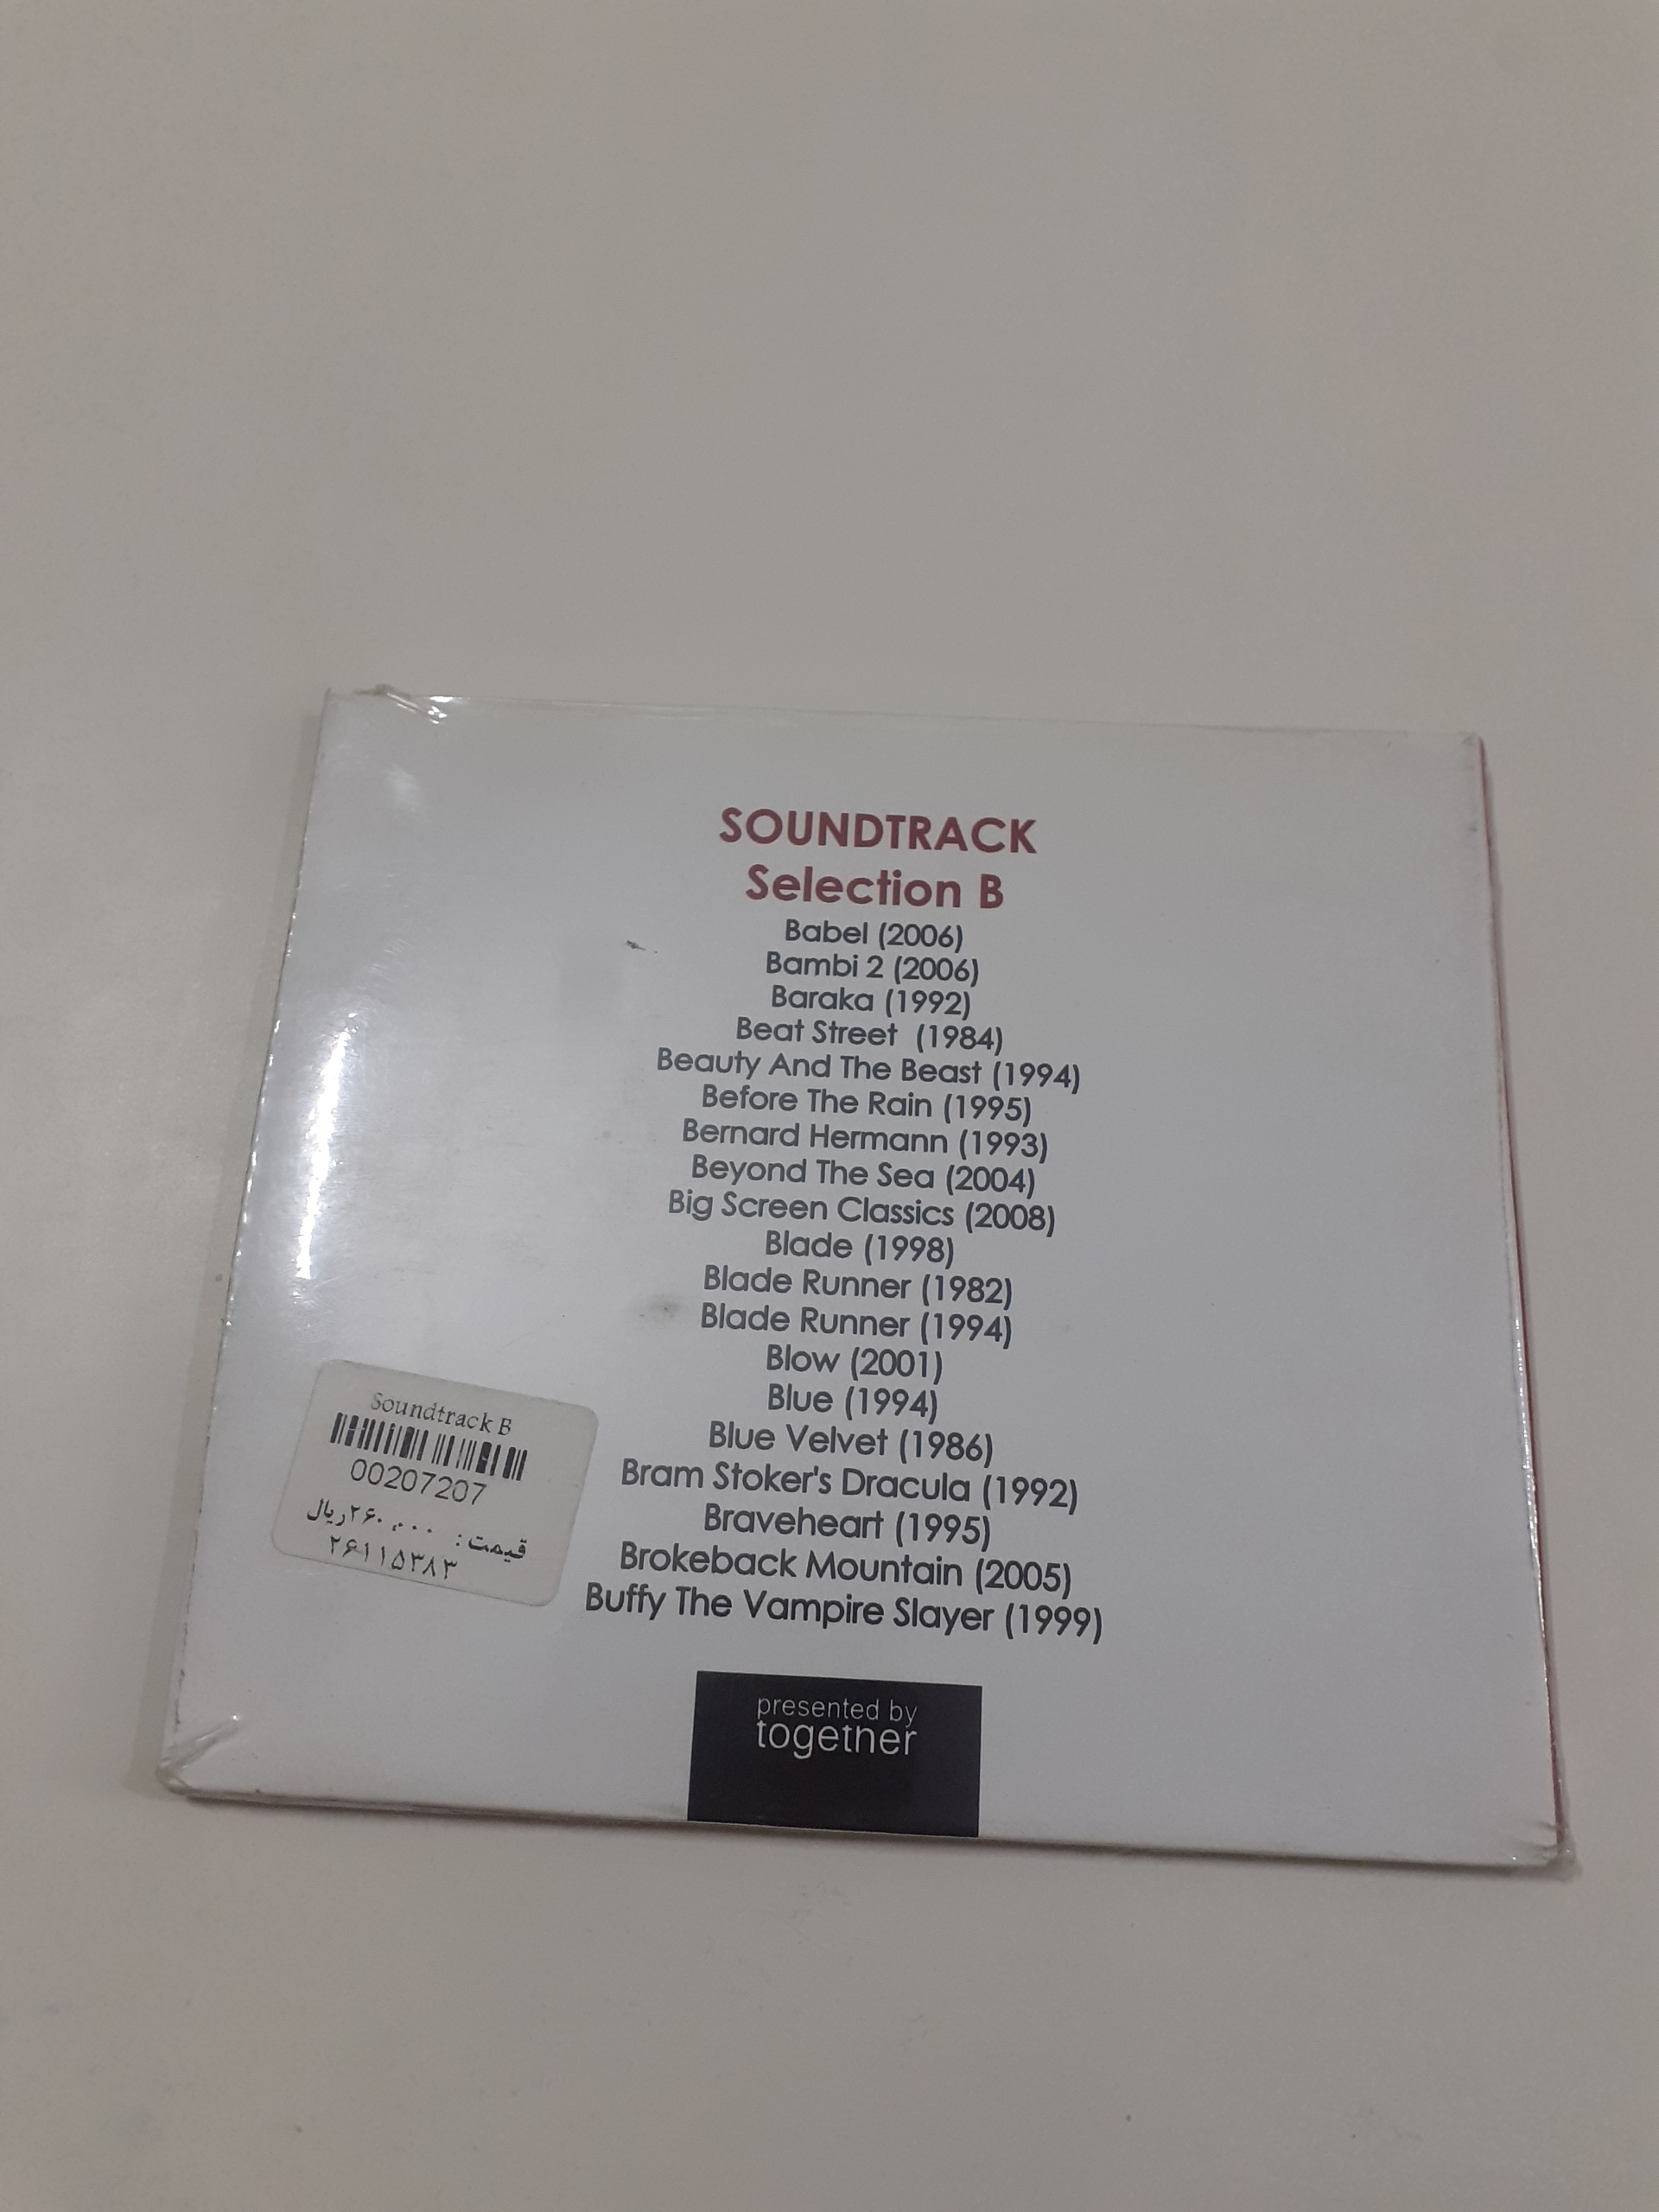 SOUNDTRACK
Selection B
Babel (2006)
Bambi 2 (2006)
Baraka (1992)
Beat Street (1984)
Beauty And The Beast (1994)
Before The Rain (1995)
Bernard Hermann (1993)
Beyond The Sea (2004)
Big Screen Classics (2008)
Blade (1998)
Blade Runner (1982)
Blade Runner (1994)
Blow (2001)
Blue (1994)
Blue Velvet (1986)
Bram Stoker's Dracula (1992)
Braveheart (1995)
Brokeback Mountain (2005)
Buffy The Vampire Slayer (1999)
Soundtrack B
00207207
قیمت : ۲۶۰,۰۰۰ ریال
۲۶۱۱۵۳۸۳
presented by
together